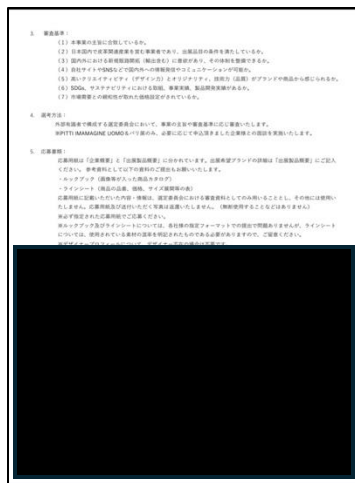 3. 審査基準：
（1）本事業の主旨に合致しているか。
（2）日本国内で皮革関連産業を営む事業者であり、出展品目の条件を満たしているか。
（3）国内外における新規販路開拓（輸出含む）に意欲があり、その体制を整備できるか。
（4）自社サイトやSNSなどで国内外への情報発信やコミュニケーションが可能か。
（5）高いクリエイティビティ（デザイン力）とオリジナリティ、技術力（品質）がブランドや商品から感じられるか。
（6）SDGs、サステナビリティにおける取組、事業実績、製品開発実績があるか。
（7）市場需要との親和性が取れた価格設定がされているか。
4. 選考方法：
外部有識者で構成する選定委員会において、事業の主旨や審査基準に応じ審査いたします。
※PITTI IMMAGINE UOMO&パリ展のみ、必要に応じて申込頂きました企業様との面談を実施いたします。
5. 応募書類：
応募用紙は「企業概要」と「出展製品概要」に分かれています。出展希望ブランドの詳細は「出展製品概要」にご記入
ください。参考資料として以下の資料のご提出もお願いいたします。
・ルックブック（画像等が入った商品カタログ）
・ラインシート（商品の品番、価格、サイズ展開等の表）
応募用紙に記載いただいた内容・情報は、選定委員会における審査資料としてのみ用いることとし、その他には使用い
たしません。応募用紙及び送付いただく写真は返還いたしません。（無断使用することなどはありません）
※必ず指定された応募用紙でご応募ください。
※ルックブック及びラインシートについては、各社様の指定フォーマットでの提出で問題ありませんが、ラインシート
については、使用されている素材の混率を明記されたものである必要がありますので、ご留意ください。